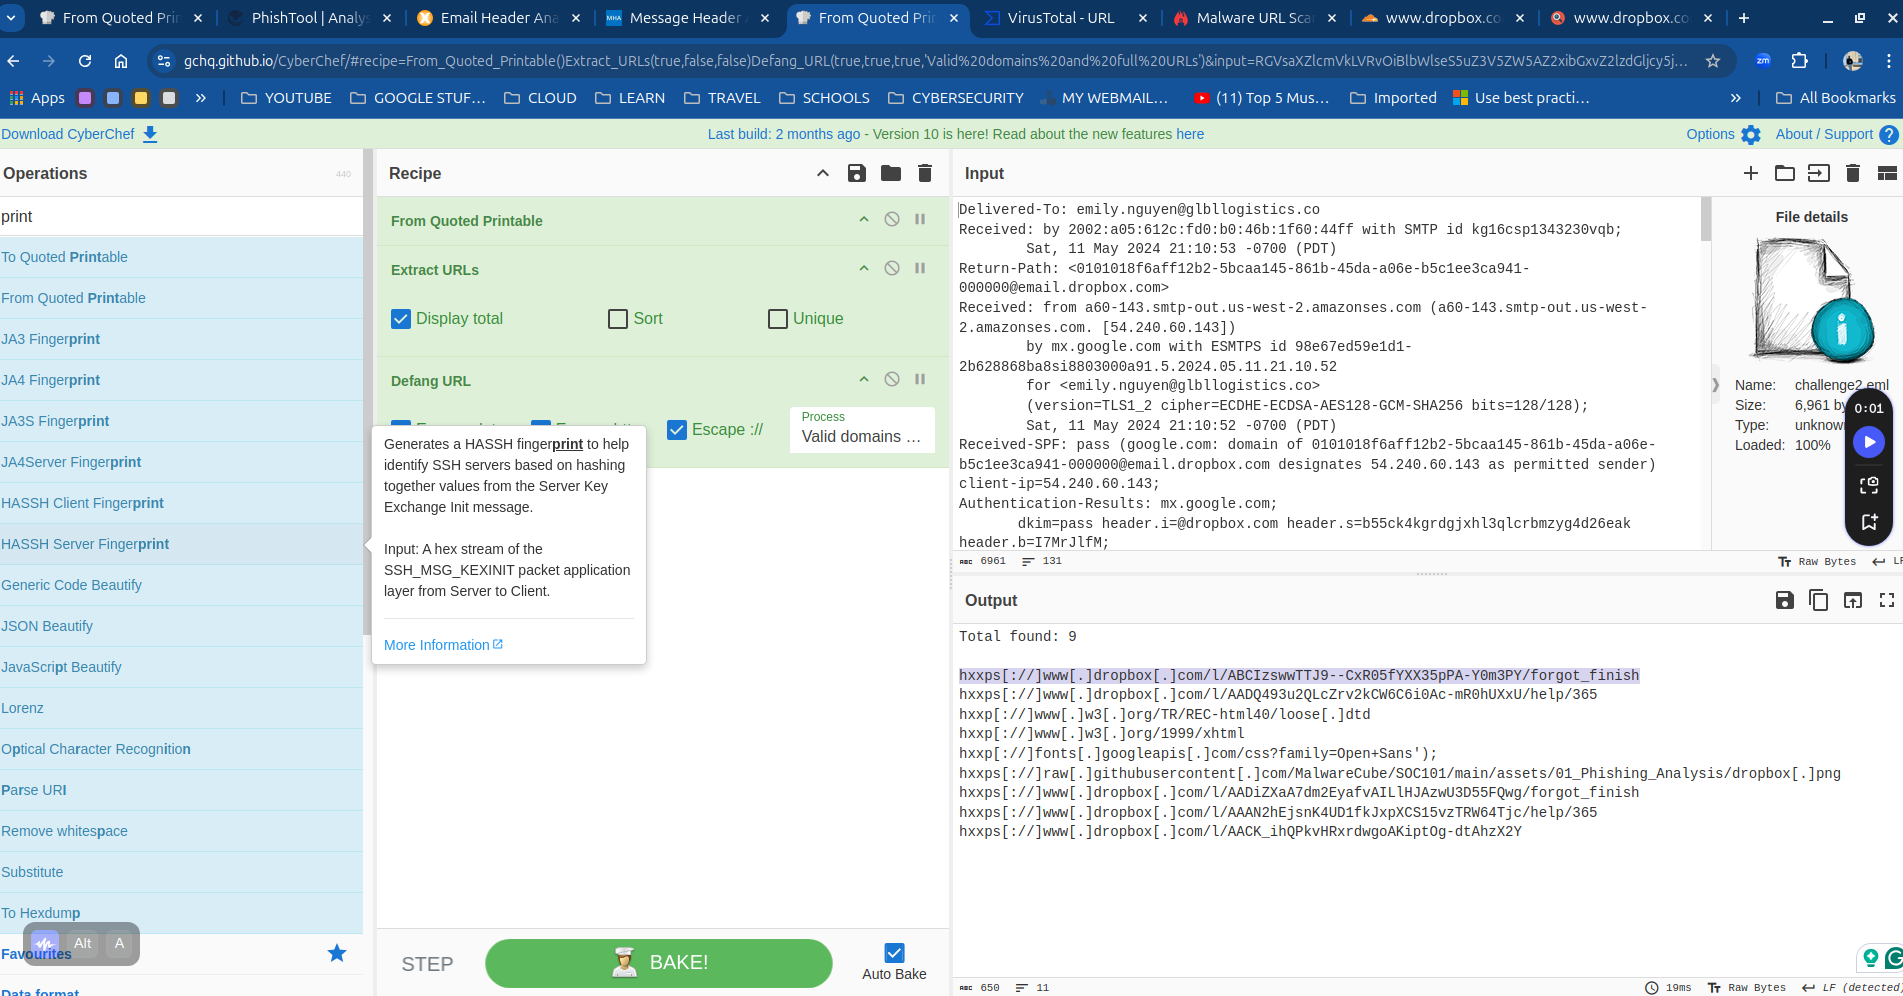 From Quoted Prin
PhishTool | Analys
Email Header Ana
Message Header A
From Quoted Prin
VirusTotal - URL
Malware URL Scan
www.dropbox.co
www.dropbox.co
gchq.github.io/CyberChef/#recipe=From_Quoted_Printable()Extract_URLs(true,false,false)Defang_URL(true,true,true,'Valid%20domains%20and%20full%20URLs')&input=RGVsaXZlcmVkLVRvOiBlbWlseS5uZ3V5ZW5AZ2xibGxvZ2lzdGljcy5j...
Apps
YOUTUBE
GOOGLE STUF...
CLOUD
LEARN
TRAVEL
SCHOOLS
CYBERSECURITY
MY WEBMAIL...
(11) Top 5 Mus...
Imported
Use best practi...
All Bookmarks
Download CyberChef
Last build: 2 months ago - Version 10 is here! Read about the new features here
Options
About / Support
Operations
440
print
To Quoted Printable
From Quoted Printable
JA3 Fingerprint
JA4 Fingerprint
JA3S Fingerprint
JA4Server Fingerprint
HASSH Client Fingerprint
HASSH Server Fingerprint
Generic Code Beautify
JSON Beautify
JavaScript Beautify
Lorenz
Optical Character Recognition
Parse URI
Remove whitespace
Substitute
To Hexdump
Favourites
Data format
Alt
A
Recipe
From Quoted Printable
Extract URLs
Display total
Sort
Unique
Defang URL
Escape ://
Process
Valid domains ...
Generates a HASSH fingerprint to help
identify SSH servers based on hashing
together values from the Server Key
Exchange Init message.
Input: A hex stream of the
SSH_MSG_KEXINIT packet application
layer from Server to Client.
More Information
STEP
BAKE!
Auto Bake
Input
Delivered-To: emily.nguyen@glbllogistics.co
Received: by 2002:a05:612c:fd0:b0:46b:1f60:44ff with SMTP id kg16csp1343230vqb;
Sat, 11 May 2024 21:10:53 -0700 (PDT)
Return-Path: <0101018f6aff12b2-5bcaa145-861b-45da-a06e-b5c1ee3ca941-
000000@email.dropbox.com>
Received: from a60-143.smtp-out.us-west-2.amazonses.com (a60-143.smtp-out.us-west-
2.amazonses.com. [54.240.60.143])
by mx.google.com with ESMTPS id 98e67ed59e1d1-
2b628868ba8si8803000a91.5.2024.05.11.21.10.52
for <emily.nguyen@glbllogistics.co>
(version=TLS1_2 cipher=ECDHE-ECDSA-AES128-GCM-SHA256 bits=128/128);
Sat, 11 May 2024 21:10:52 -0700 (PDT)
Received-SPF: pass (google.com: domain of 0101018f6aff12b2-5bcaa145-861b-45da-a06e-
b5c1ee3ca941-000000@email.dropbox.com designates 54.240.60.143 as permitted sender)
client-ip=54.240.60.143;
Authentication-Results: mx.google.com;
dkim=pass header.i=@dropbox.com header.s=b55ck4kgrdgjxhl3qlcrbmzyg4d26eak
header.b=I7MrJlfM;
File details
Name: challenge2.eml
Size: 6,961 by
Type: unknow
Loaded: 100%
0:01
ABC 6961
131
Raw Bytes
LF
Output
Total found: 9
hxxps[://]www[.]dropbox[.]com/l/ABCIzswwTTJ9--CxR05fYXX35pPA-Y0m3PY/forgot_finish
hxxps[://]www[.]dropbox[.]com/l/AADQ493u2QLcZrv2kCW6C6i0Ac-mR0hUXxU/help/365
hxxp[://]www[.]w3[.]org/TR/REC-html40/loose[.]dtd
hxxp[://]www[.]w3[.]org/1999/xhtml
hxxp[://]fonts[.]googleapis[.]com/css?family=Open+Sans');
hxxps[://]raw[.]githubusercontent[.]com/MalwareCube/SOC101/main/assets/01_Phishing_Analysis/dropbox[.]png
hxxps[://]www[.]dropbox[.]com/l/AADiZXaA7dm2EyafvAILlHJAzwU3D55FQwg/forgot_finish
hxxps[://]www[.]dropbox[.]com/l/AAAN2hEjsnK4UD1fkJxpXCS15vzTRW64Tjc/help/365
hxxps[://]www[.]dropbox[.]com/l/AACK_ihQPkvHRxrdwgoAKiptOg-dtAhzX2Y
ABC 650
11
19ms
Raw Bytes
LF (detected)